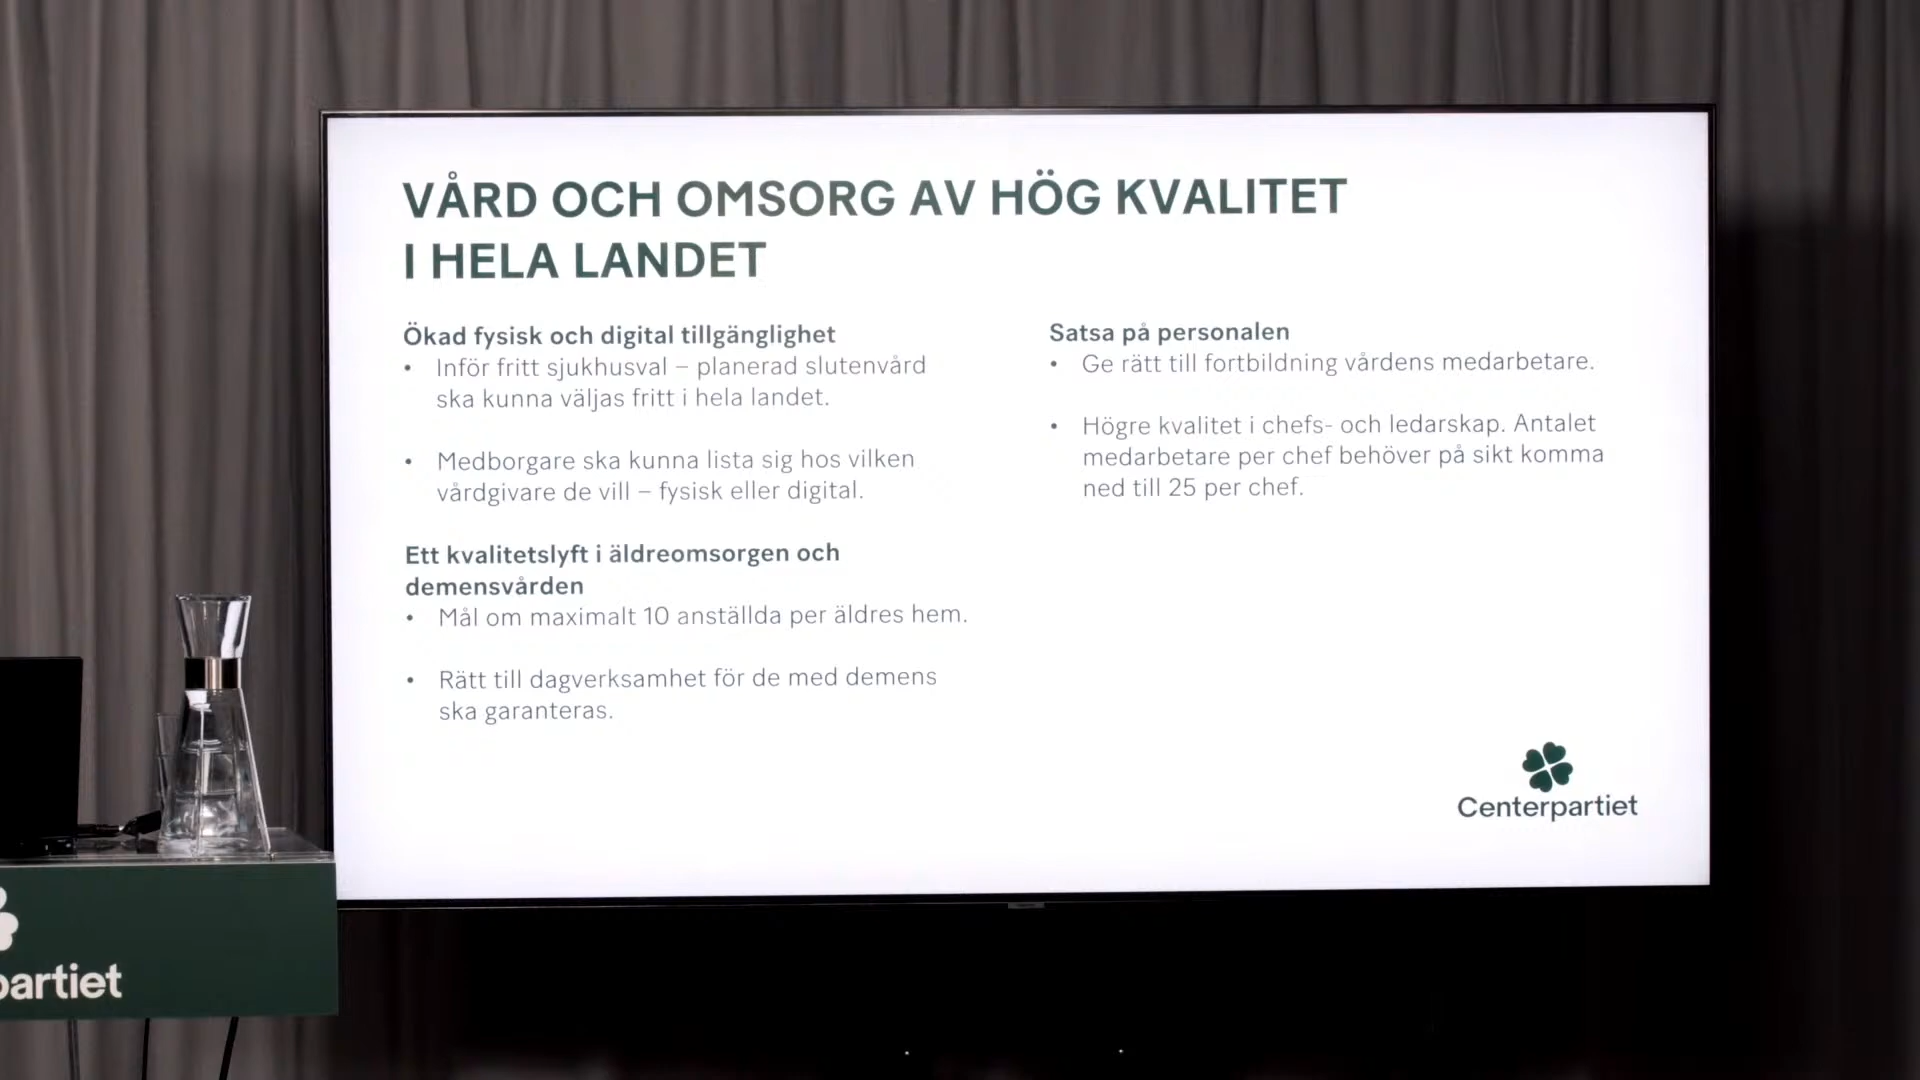 VÅRD OCH OMSORG AV HÖG KVALITET
I HELA LANDET
Ökad fysisk och digital tillgänglighet
• Inför fritt sjukhusval – planerad slutenvård
ska kunna väljas fritt i hela landet.
• Medborgare ska kunna lista sig hos vilken
vårdgivare de vill – fysisk eller digital.
Ett kvalitetslyft i äldreomsorgen och
demensvården
• Mål om maximalt 10 anställda per äldres hem.
• Rätt till dagverksamhet för de med demens
ska garanteras.
Satsa på personalen
• Ge rätt till fortbildning vårdens medarbetare.
• Högre kvalitet i chefs- och ledarskap. Antalet
medarbetare per chef behöver på sikt komma
ned till 25 per chef.
Centerpartiet
partiet